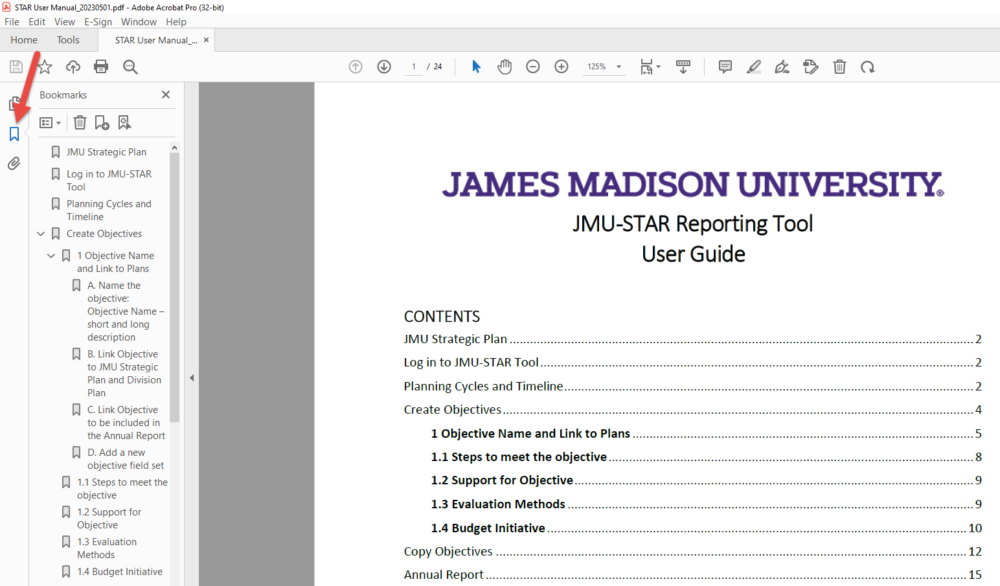 STAR User Manual_20230501.pdf - Adobe Acrobat Pro (32-bit)
File Edit View E-Sign Window Help
Home Tools STAR User Manual_... ×
1 / 24 125%
Bookmarks
JMU Strategic Plan
Log in to JMU-STAR
Tool
Planning Cycles and
Timeline
Create Objectives
1 Objective Name
and Link to Plans
A. Name the
objective:
Objective Name –
short and long
description
B. Link Objective
to JMU Strategic
Plan and Division
Plan
C. Link Objective
to be included in
the Annual Report
D. Add a new
objective field set
1.1 Steps to meet the
objective
1.2 Support for
Objective
1.3 Evaluation
Methods
1.4 Budget Initiative
JAMES MADISON UNIVERSITY®
JMU-STAR Reporting Tool
User Guide
CONTENTS
JMU Strategic Plan 2
Log in to JMU-STAR Tool 2
Planning Cycles and Timeline 2
Create Objectives 4
1 Objective Name and Link to Plans 5
1.1 Steps to meet the objective 8
1.2 Support for Objective 9
1.3 Evaluation Methods 9
1.4 Budget Initiative 10
Copy Objectives 12
Annual Report 15